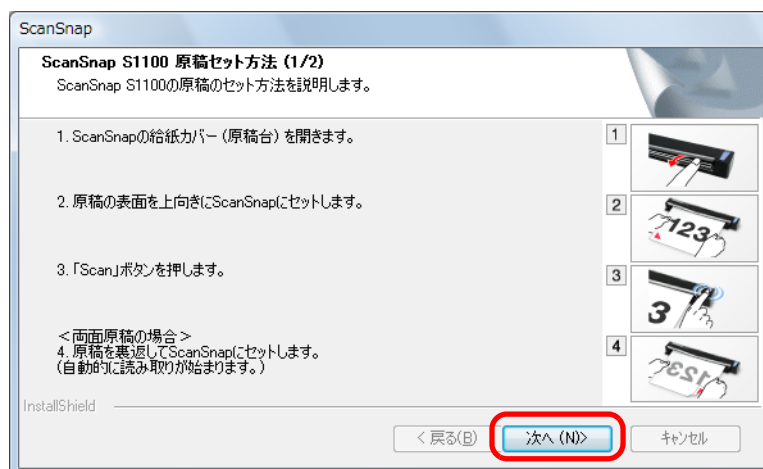 ScanSnap
ScanSnap S1100 原稿セット方法 (1/2)
ScanSnap S1100の原稿のセット方法を説明します。
1. ScanSnapの給紙カバー (原稿台) を開きます。
1
2. 原稿の表面を上向きにScanSnapにセットします。
2
123
3. 「Scan」ボタンを押します。
3
3
<両面原稿の場合>
4. 原稿を裏返してScanSnapにセットします。
(自動的に読み取りが始まります。)
4
123
InstallShield
< 戻る(B)
次へ (N)>
キャンセル